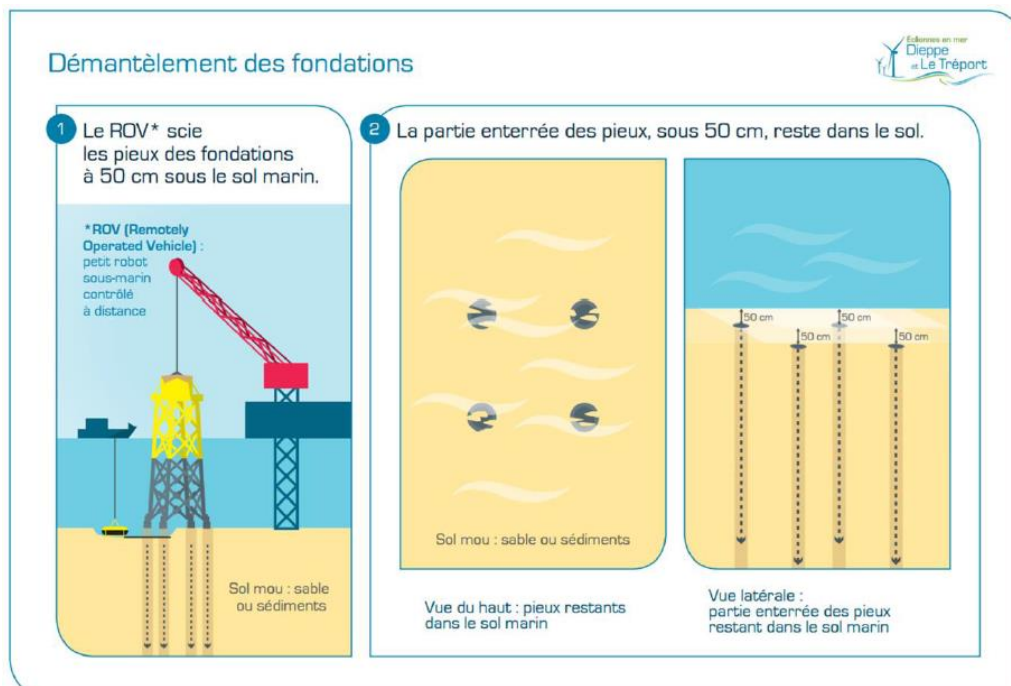 Démantèlement des fondations
Éoliennes en mer
Dieppe
et Le Tréport
1
Le ROV* scie
les pieux des fondations
à 50 cm sous le sol marin.
*ROV (Remotely
Operated Vehicle) :
petit robot
sous-marin
contrôlé
à distance
Sol mou : sable
ou sédiments
2
La partie enterrée des pieux, sous 50 cm, reste dans le sol.
Sol mou : sable ou sédiments
Vue du haut : pieux restants
dans le sol marin
50 cm
50 cm
50 cm
50 cm
Vue latérale :
partie enterrée des pieux
restant dans le sol marin